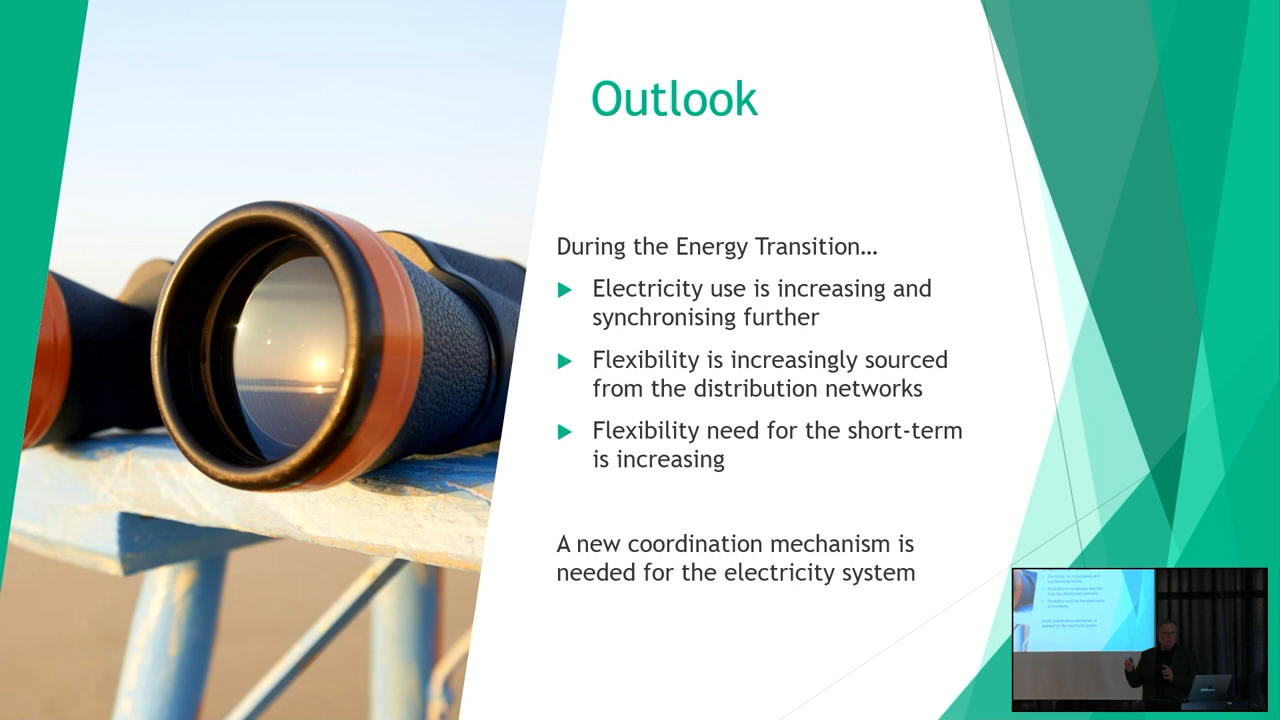 Outlook
During the Energy Transition…
Electricity use is increasing and
synchronising further
Flexibility is increasingly sourced
from the distribution networks
Flexibility need for the short-term
is increasing
A new coordination mechanism is
needed for the electricity system